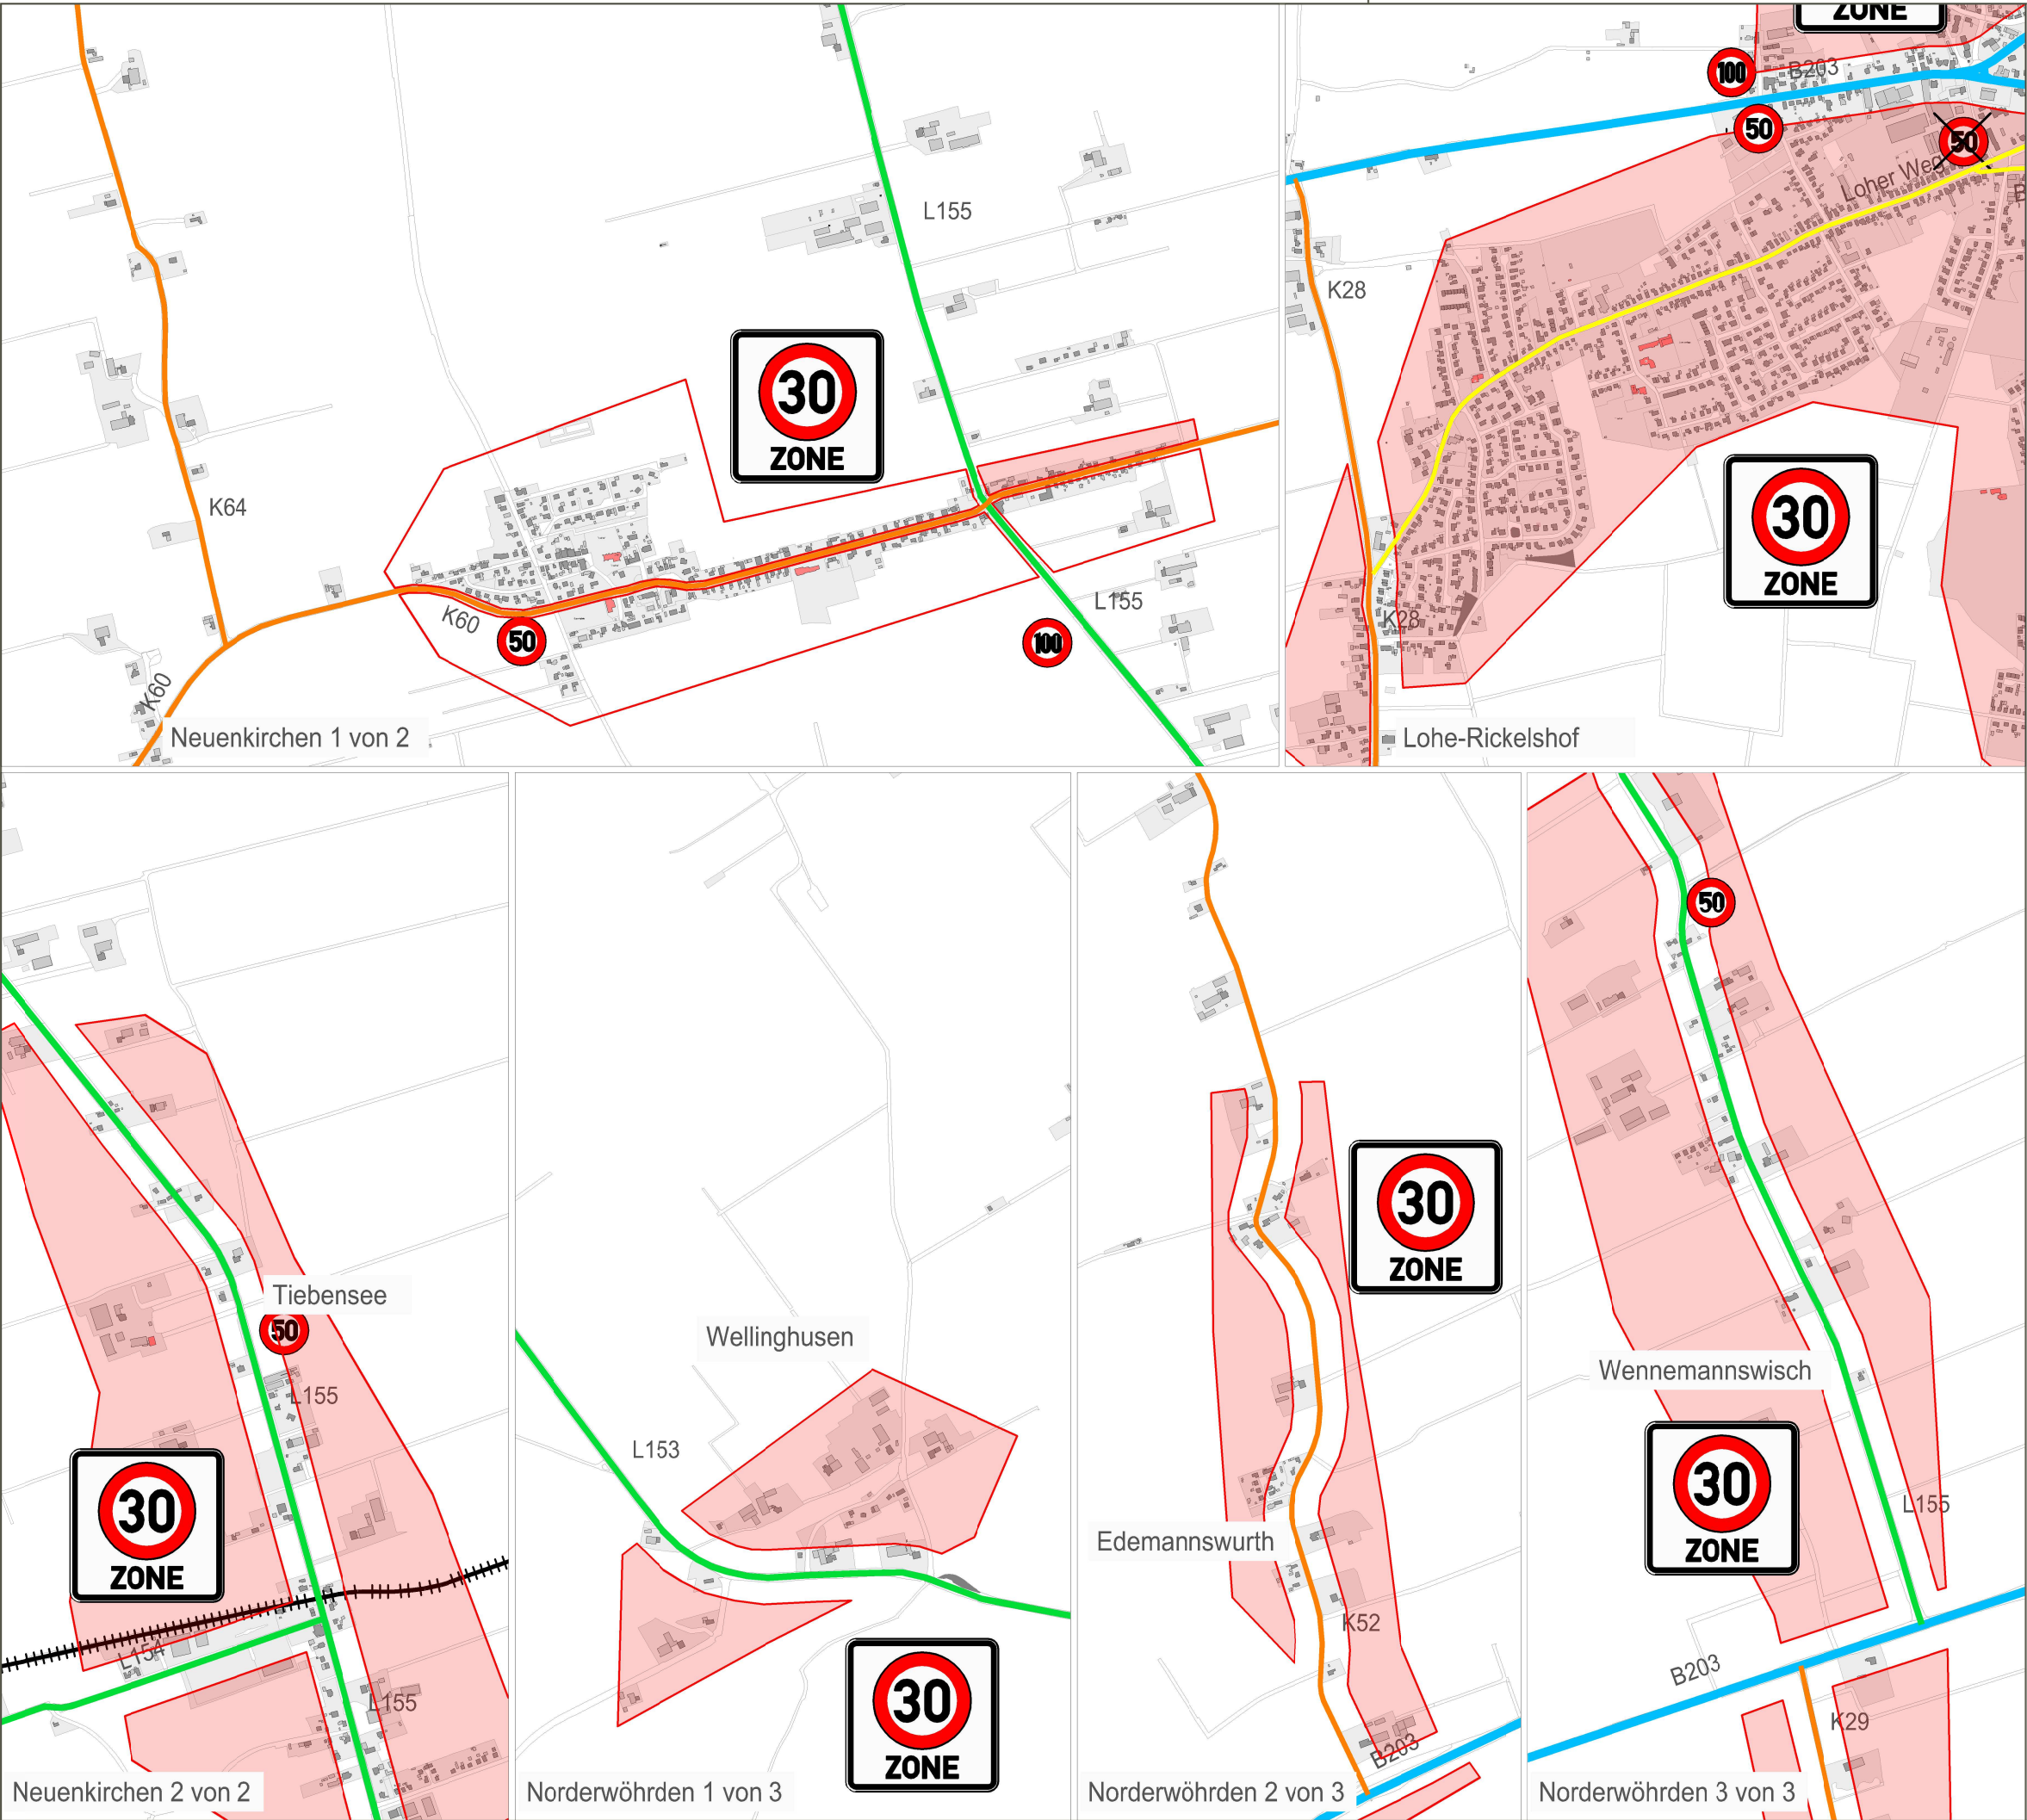 L155
K64
30
ZONE
K60
50
L155
100
K60
Neuenkirchen 1 von 2
ZONE
100
B203
50
50
Loher Weg
K28
30
ZONE
K28
Lohe-Rickelshof
Tiebensee
50
L155
30
ZONE
L154
L155
Neuenkirchen 2 von 2
Wellinghusen
L153
30
ZONE
Norderwöhrden 1 von 3
30
ZONE
Edemannswurth
K52
B203
Norderwöhrden 2 von 3
50
Wennemannswisch
30
ZONE
L155
B203
K29
Norderwöhrden 3 von 3